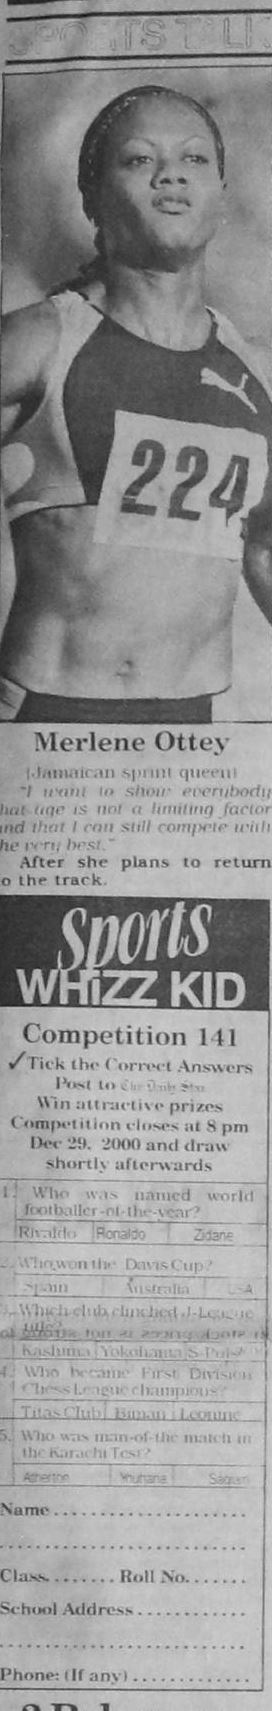 SPORTS
224
Merlene Ottey
(Jamaican sprint queen)
"I want to show everybody
hat age is not a limiting factor
and that I can still compete with
he very best."
After she plans to return
o the track.
Sports
WHiZZ KID
Competition 141
✓Tick the Correct Answers
Post to The Daily Star
Win attractive prizes
Competition closes at 8 pm
Dec 29, 2000 and draw
shortly afterwards
1. Who was named world
footballer-of-the-year?
Rivaldo Ronaldo Zidane
2. Who won the Davis Cup?
Spain Australia USA
3. Which club clinched J-League
title?
Kashima Yokohama
4. Who became First Division
Chess League champions?
Titas Club Biman Leonine
5. Who was man-of-the match in
the Karachi Test?
Atherton Youhana Saqlain
Name
Class........ Roll No.......
School Address
Phone: (If any)